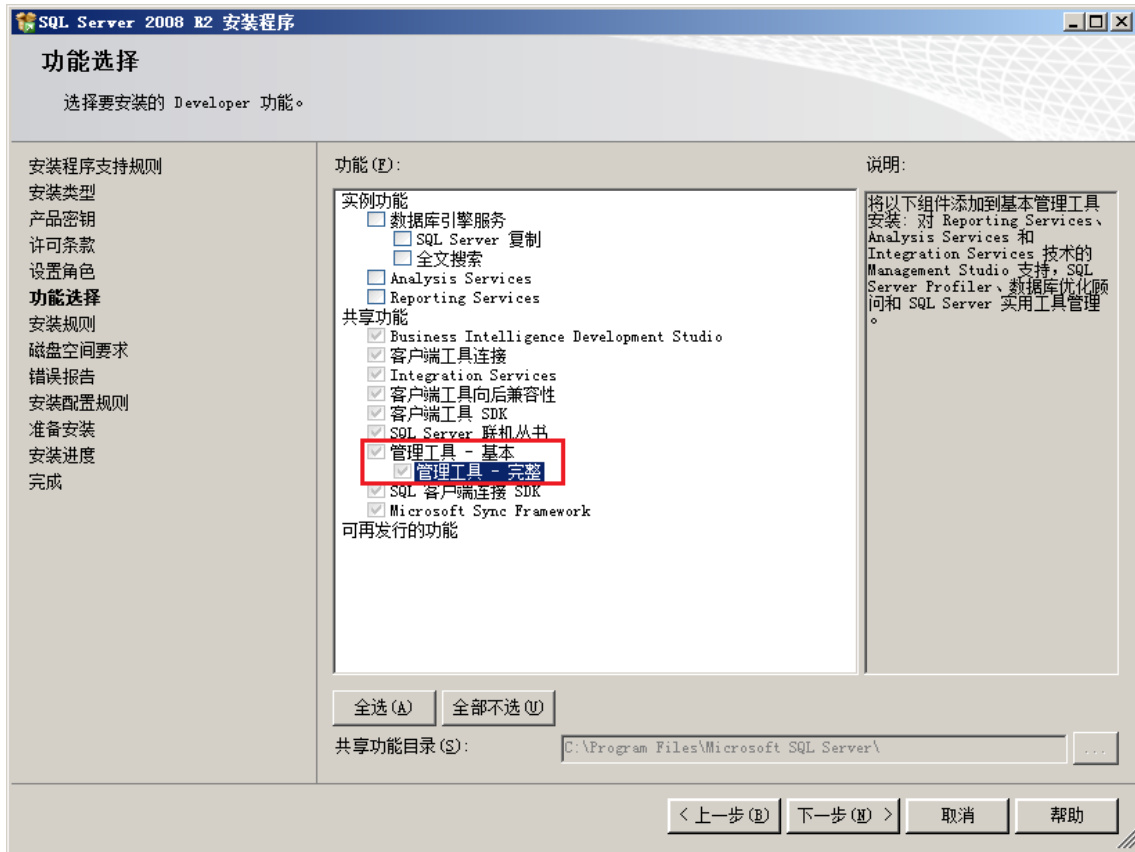 SQL Server 2008 R2 安装程序
功能选择
选择要安装的 Developer 功能。
安装程序支持规则
安装类型
产品密钥
许可条款
设置角色
功能选择
安装规则
磁盘空间要求
错误报告
安装配置规则
准备安装
安装进度
完成
功能(F):
实例功能
数据库引擎服务
SQL Server 复制
全文搜索
Analysis Services
Reporting Services
共享功能
Business Intelligence Development Studio
客户端工具连接
Integration Services
客户端工具向后兼容性
客户端工具 SDK
SQL Server 联机丛书
管理工具 - 基本
管理工具 - 完整
SQL 客户端连接 SDK
Microsoft Sync Framework
可再发行的功能
说明:
将以下组件添加到基本管理工具
安装: 对 Reporting Services、
Analysis Services 和
Integration Services 技术的
Management Studio 支持，SQL
Server Profiler、数据库优化顾
问和 SQL Server 实用工具管理
。
全选(A)
全部不选(U)
共享功能目录(S):
C:\Program Files\Microsoft SQL Server\
...
< 上一步(B)
下一步(N) >
取消
帮助